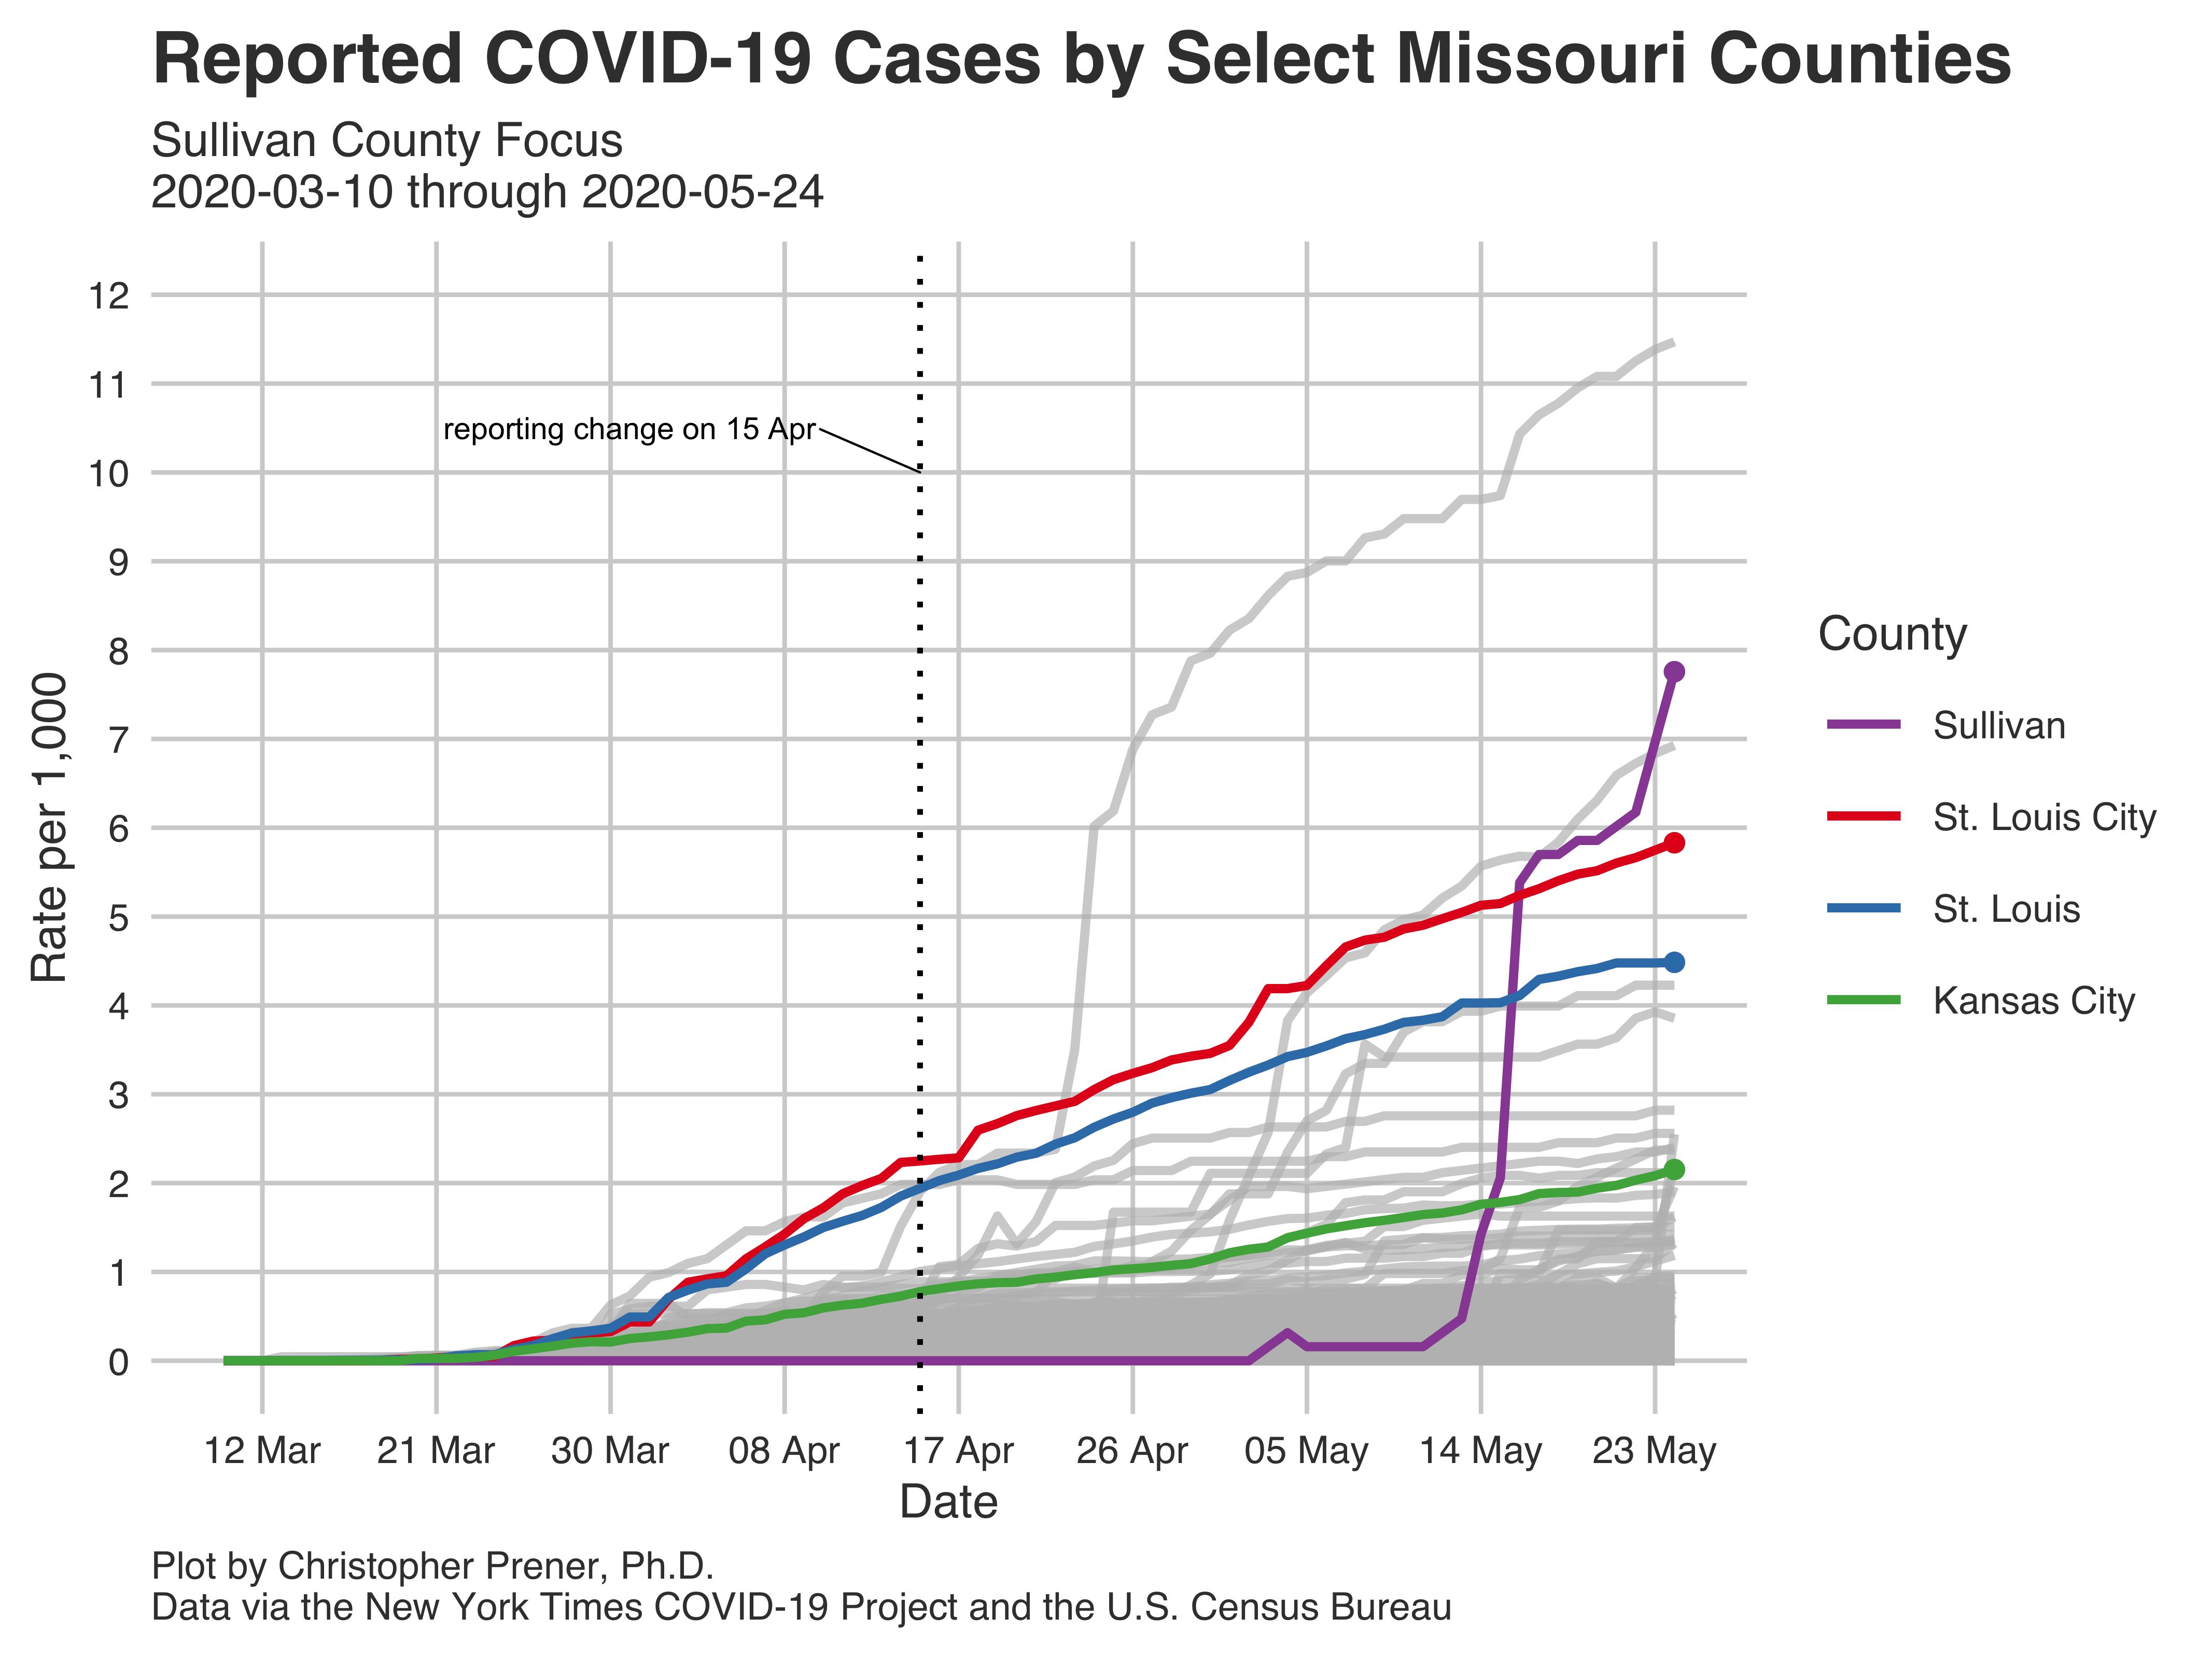 Reported COVID-19 Cases by Select Missouri Counties
Sullivan County Focus
2020-03-10 through 2020-05-24
12
11
reporting change on 15 Apr
10
9
8
7
6
5
4
3
2
1
0
Rate per 1,000
12 Mar
21 Mar
30 Mar
08 Apr
17 Apr
26 Apr
05 May
14 May
23 May
Date
County
Sullivan
St. Louis City
St. Louis
Kansas City
Plot by Christopher Prener, Ph.D.
Data via the New York Times COVID-19 Project and the U.S. Census Bureau